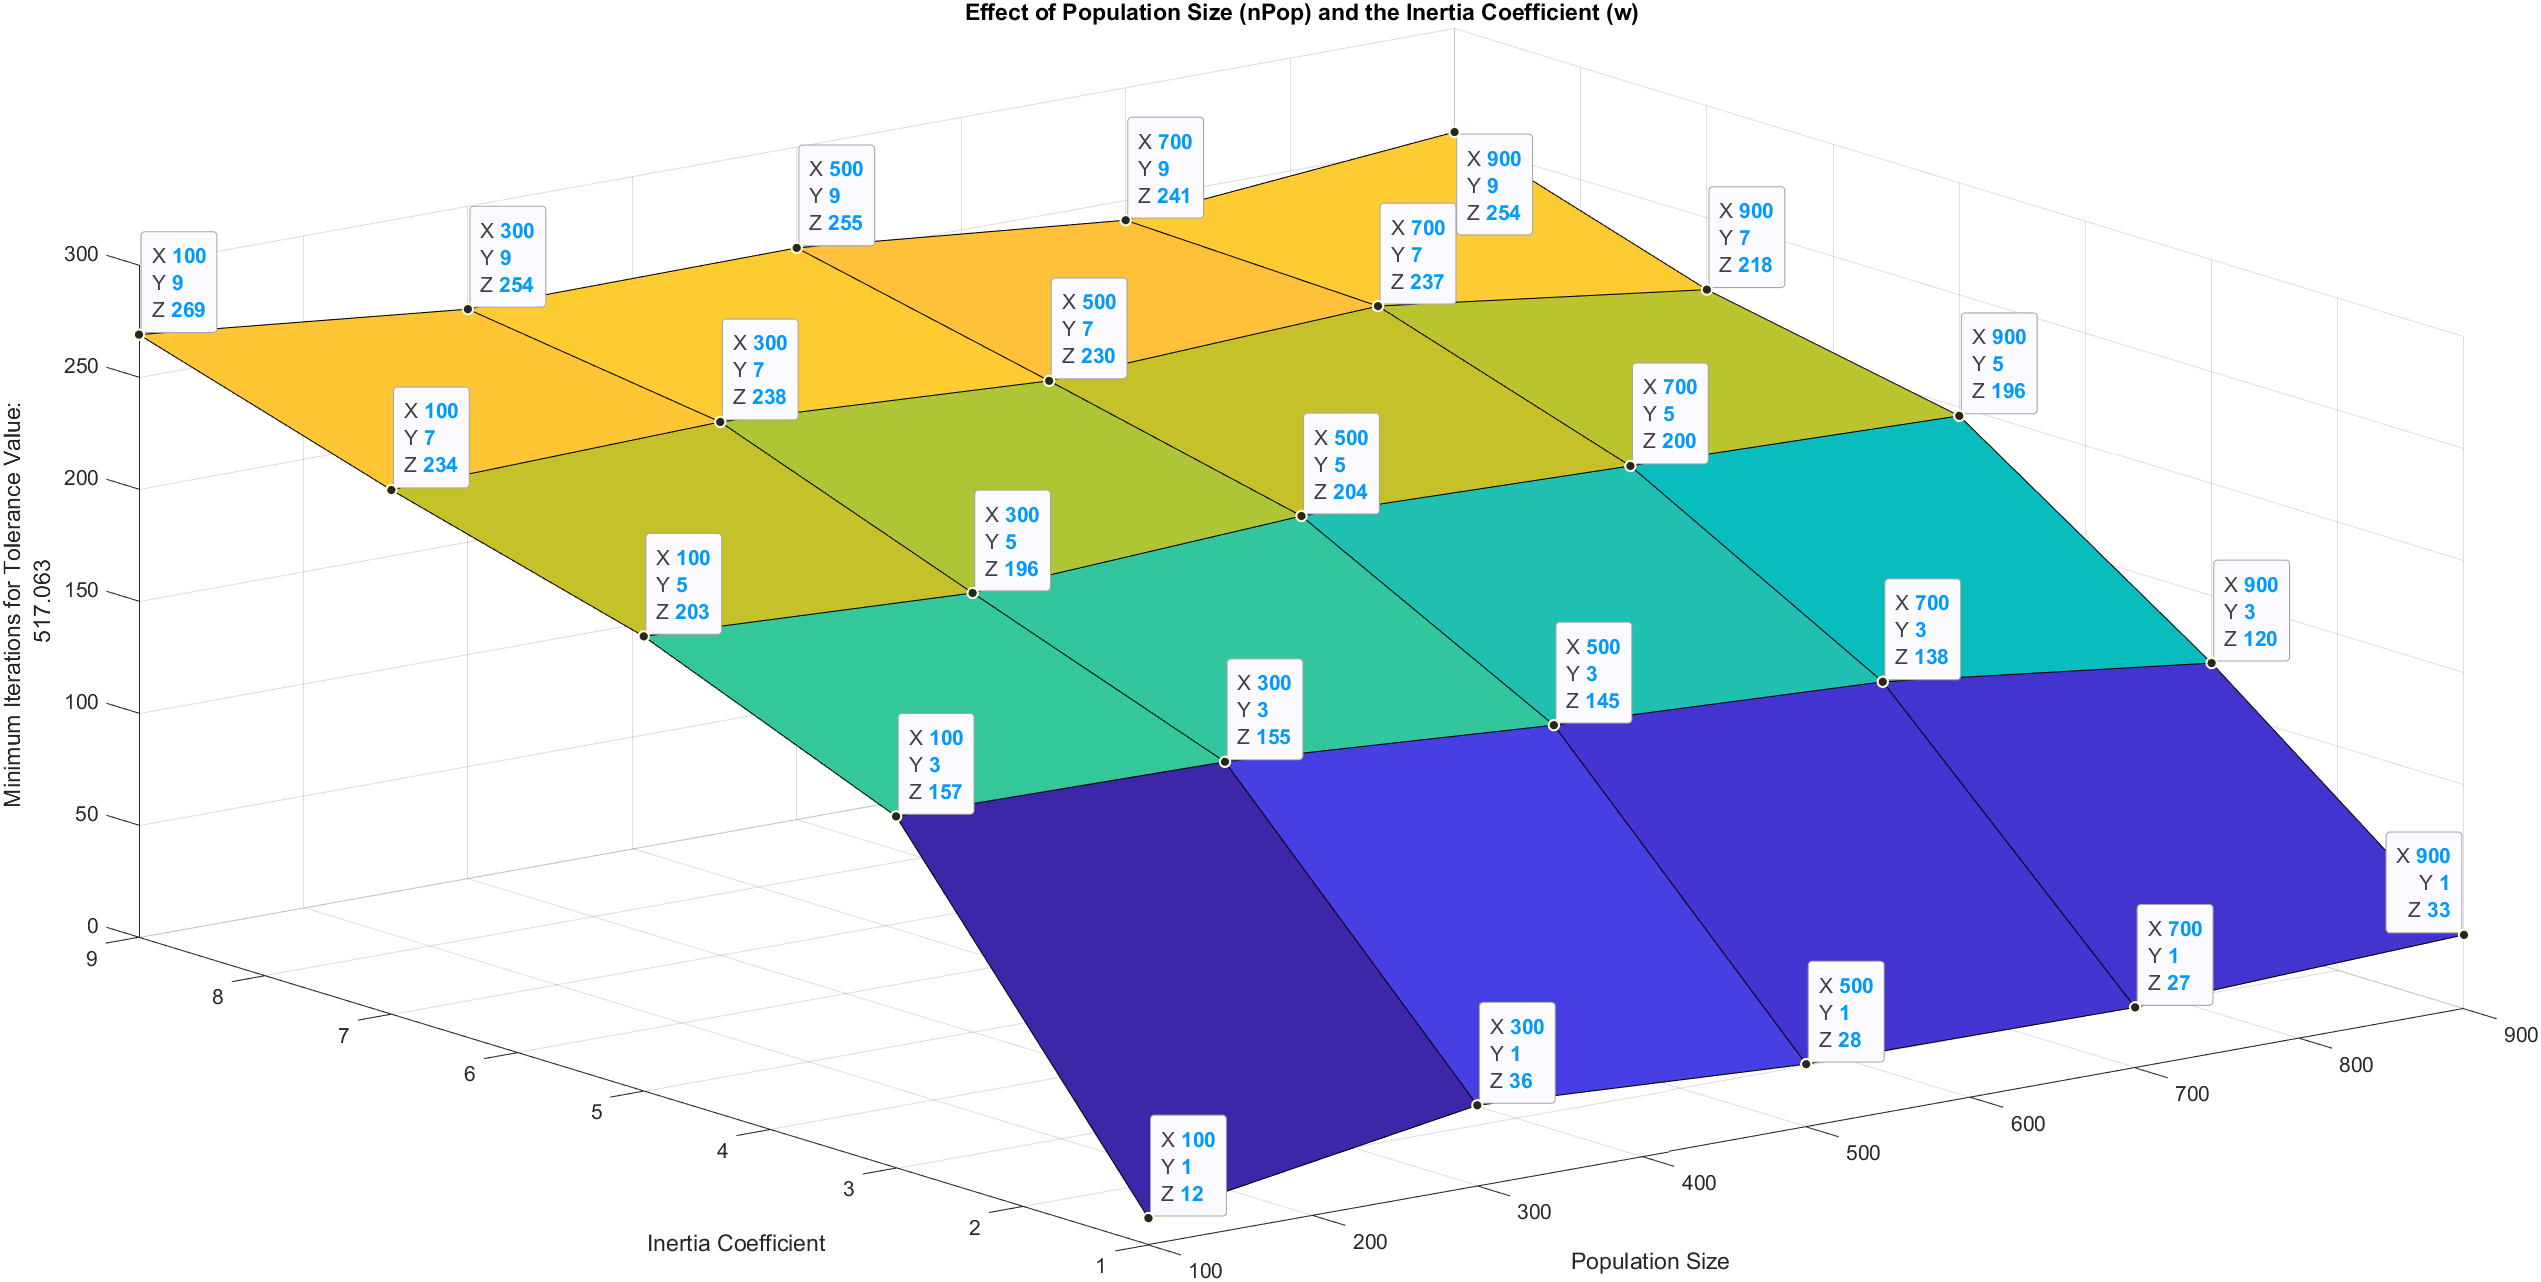 Effect of Population Size (nPop) and the Inertia Coefficient (w)
X 700
Y 9
Z 241
X 500
Y 9
Z 255
X 900
Y 9
Z 254
X 300
Y 9
Z 254
X 900
Y 7
Z 218
X 100
Y 9
Z 269
X 700
Y 7
Z 237
X 500
Y 7
Z 230
X 300
Y 7
Z 238
X 900
Y 5
Z 196
X 700
Y 5
Z 200
X 100
Y 7
Z 234
X 500
Y 5
Z 204
X 300
Y 5
Z 196
X 100
Y 5
Z 203
X 900
Y 3
Z 120
X 700
Y 3
Z 138
X 500
Y 3
Z 145
X 300
Y 3
Z 155
X 100
Y 3
Z 157
X 900
Y 1
Z 33
X 700
Y 1
Z 27
X 500
Y 1
Z 28
X 300
Y 1
Z 36
X 100
Y 1
Z 12
Minimum Iterations for Tolerance Value:
517.063
300
250
200
150
100
50
0
9
8
7
6
5
4
3
2
1
Inertia Coefficient
100
200
300
400
500
600
700
800
900
Population Size